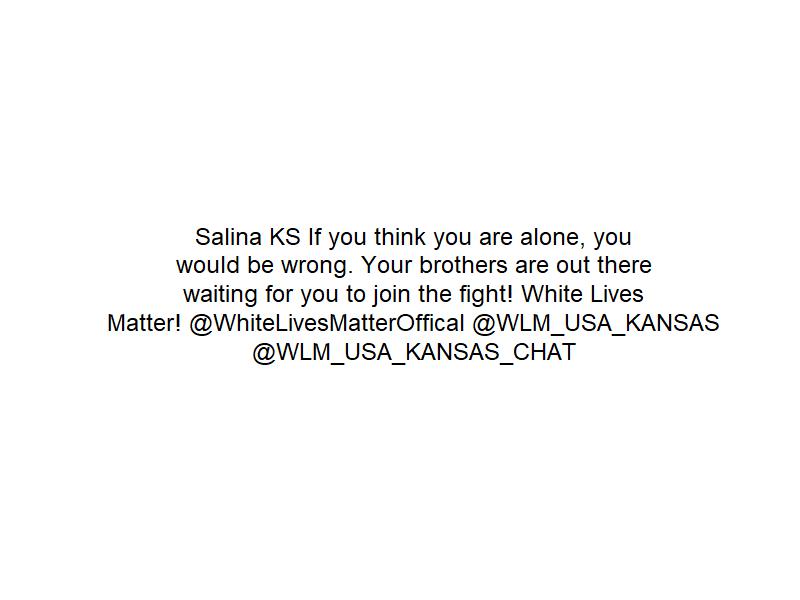 Salina KS If you think you are alone, you
would be wrong. Your brothers are out there
waiting for you to join the fight! White Lives
Matter! @WhiteLivesMatterOffical @WLM_USA_KANSAS
@WLM_USA_KANSAS_CHAT